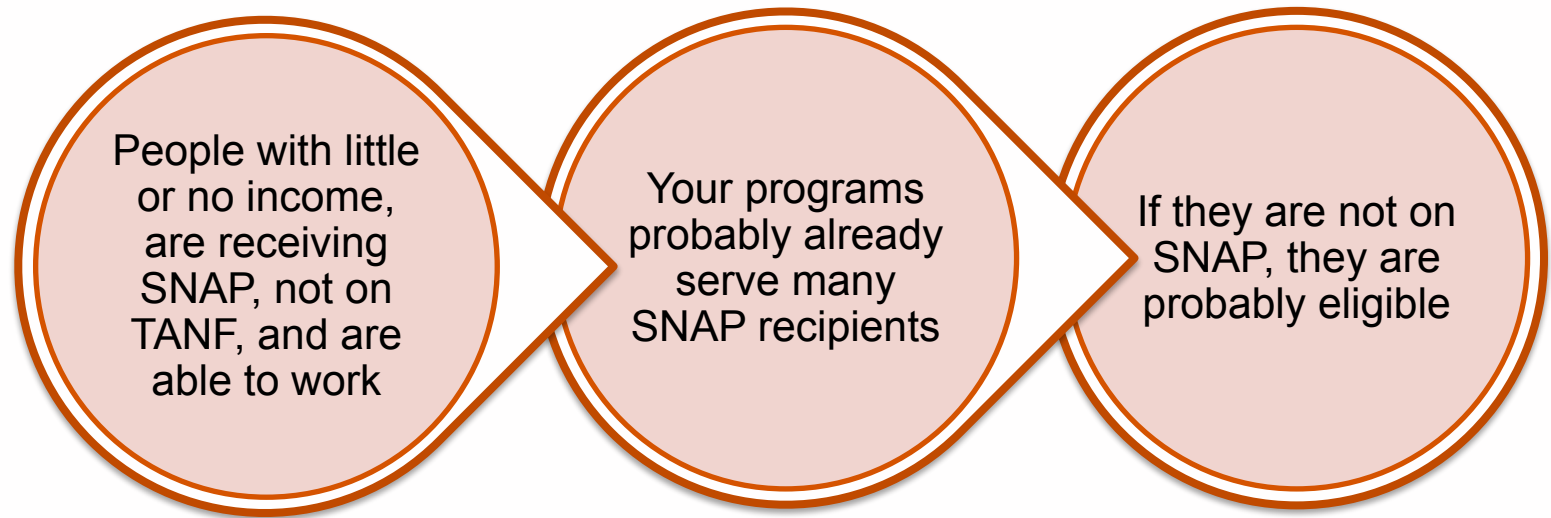 People with little
or no income,
are receiving
SNAP, not on
TANF, and are
able to work
Your programs
probably already
serve many
SNAP recipients
If they are not on
SNAP, they are
probably eligible